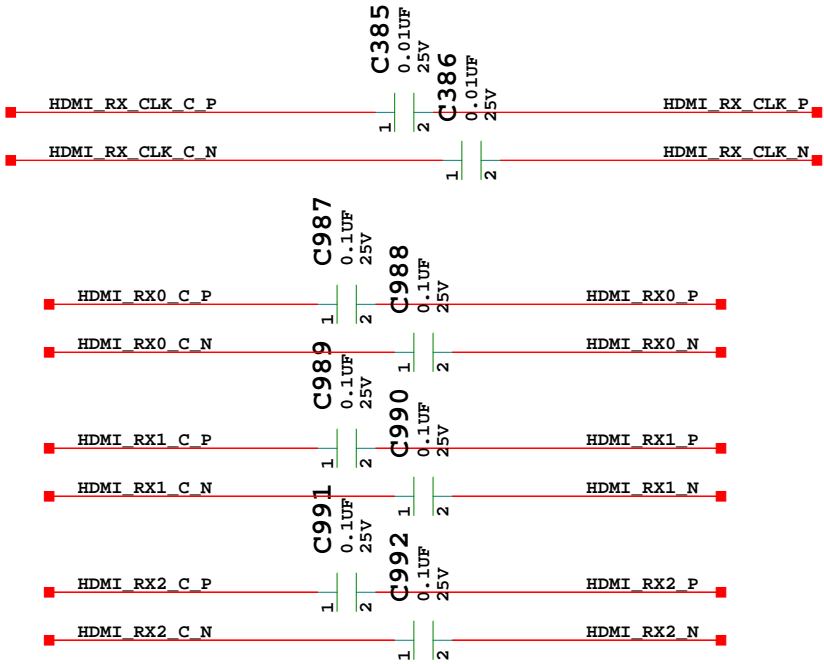 C385
0.01UF
25V
C386
0.01UF
25V
HDMI_RX_CLK_C_P
1
2
HDMI_RX_CLK_P
HDMI_RX_CLK_C_N
1
2
HDMI_RX_CLK_N
C987
0.1UF
25V
C988
0.1UF
25V
HDMI_RX0_C_P
1
2
HDMI_RX0_P
HDMI_RX0_C_N
1
2
HDMI_RX0_N
C989
0.1UF
25V
C990
0.1UF
25V
HDMI_RX1_C_P
1
2
HDMI_RX1_P
HDMI_RX1_C_N
1
2
HDMI_RX1_N
C991
0.1UF
25V
C992
0.1UF
25V
HDMI_RX2_C_P
1
2
HDMI_RX2_P
HDMI_RX2_C_N
1
2
HDMI_RX2_N